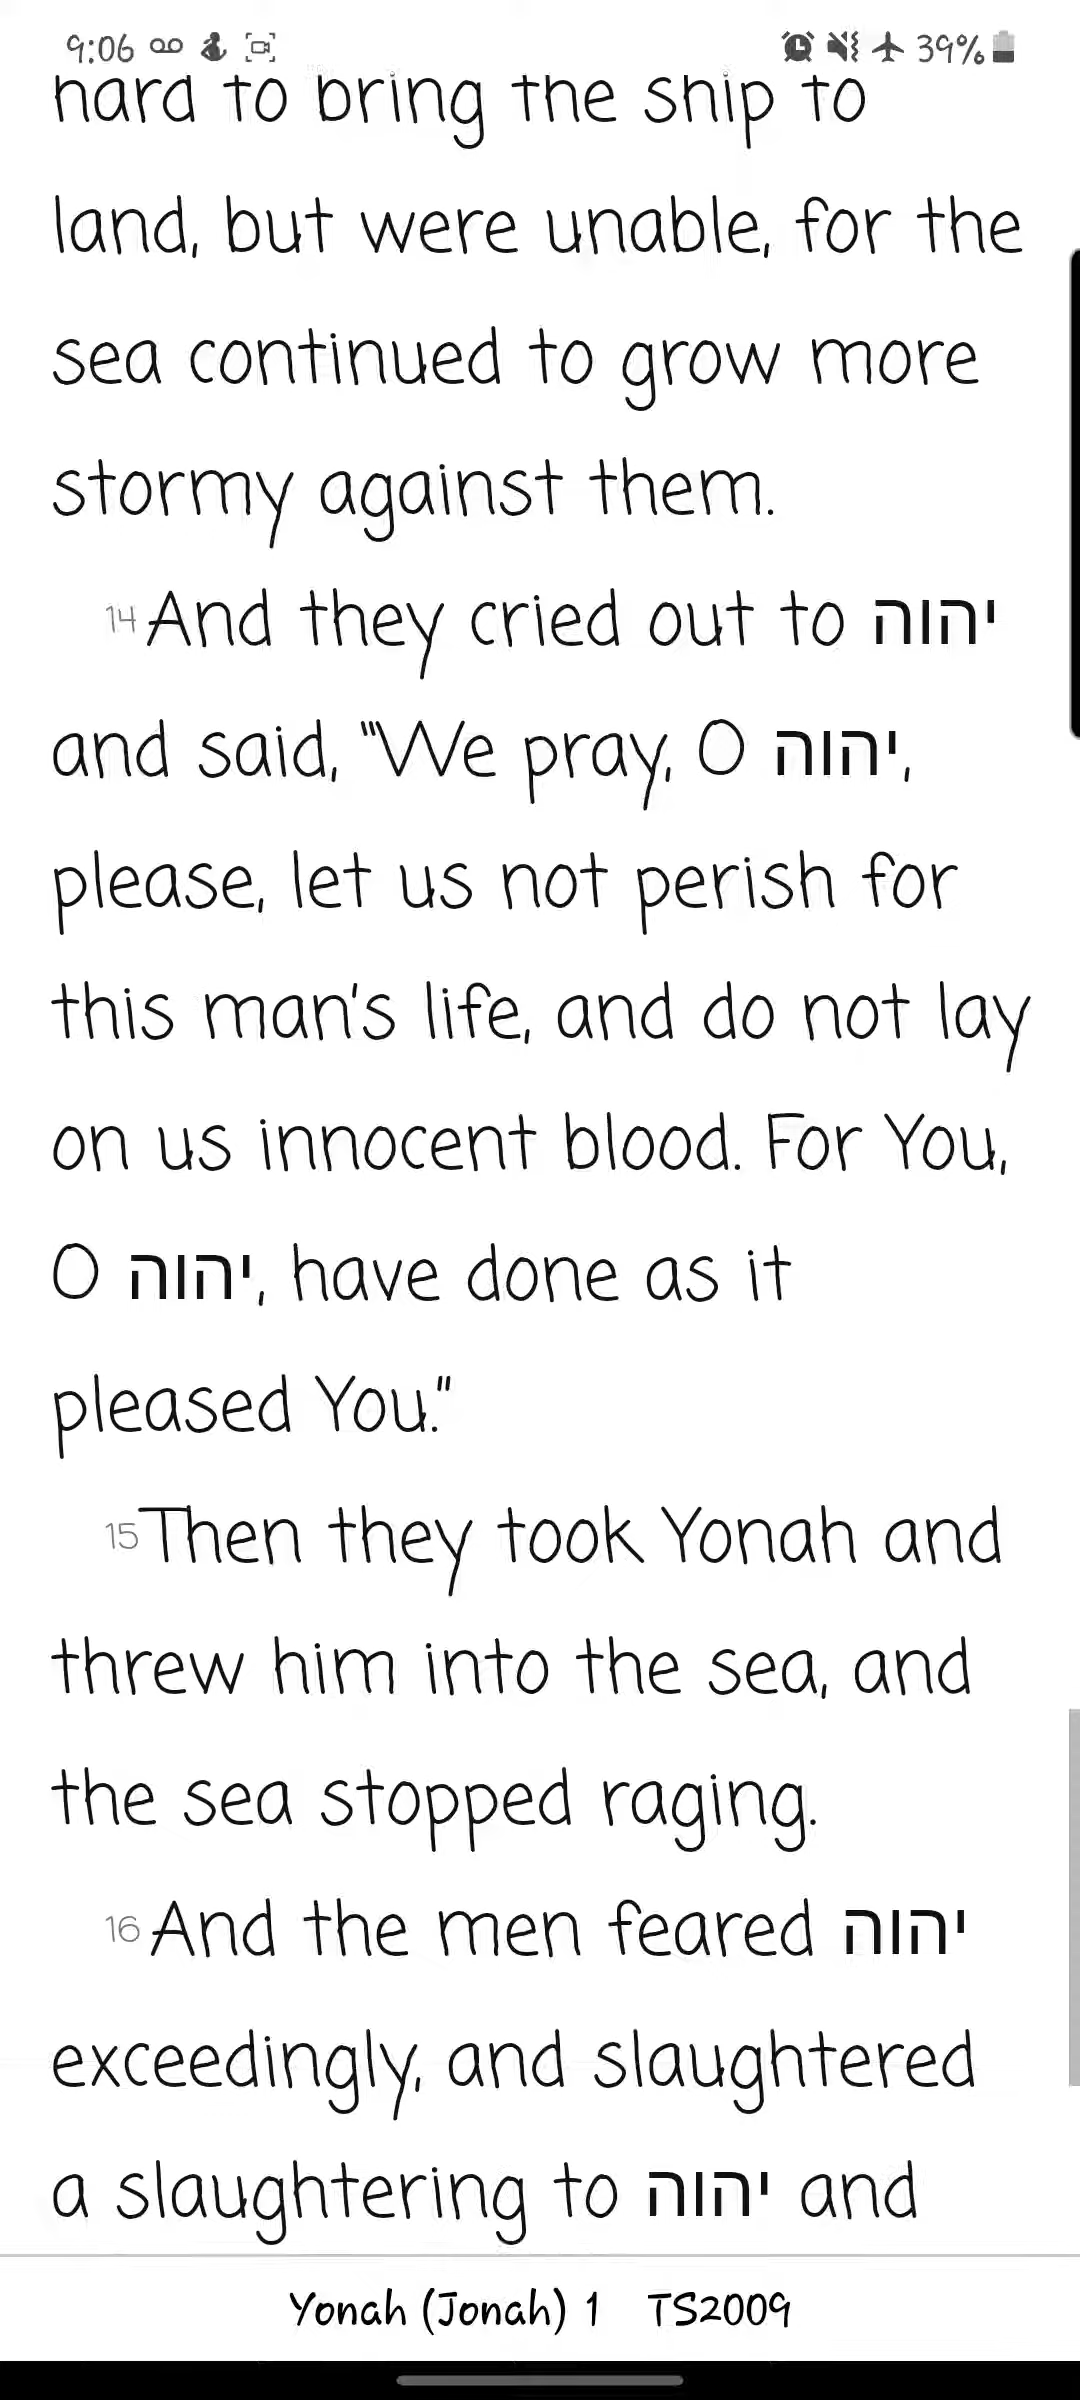 9:06 39%
hard to bring the ship to
land, but were unable, for the
sea continued to grow more
stormy against them.
14 And they cried out to יהוה
and said, "We pray, O יהוה,
please, let us not perish for
this man's life, and do not lay
on us innocent blood. For You,
O יהוה, have done as it
pleased You."
15 Then they took Yonah and
threw him into the sea, and
the sea stopped raging.
16 And the men feared יהוה
exceedingly, and slaughtered
a slaughtering to יהוה and
Yonah (Jonah) 1 TS2009